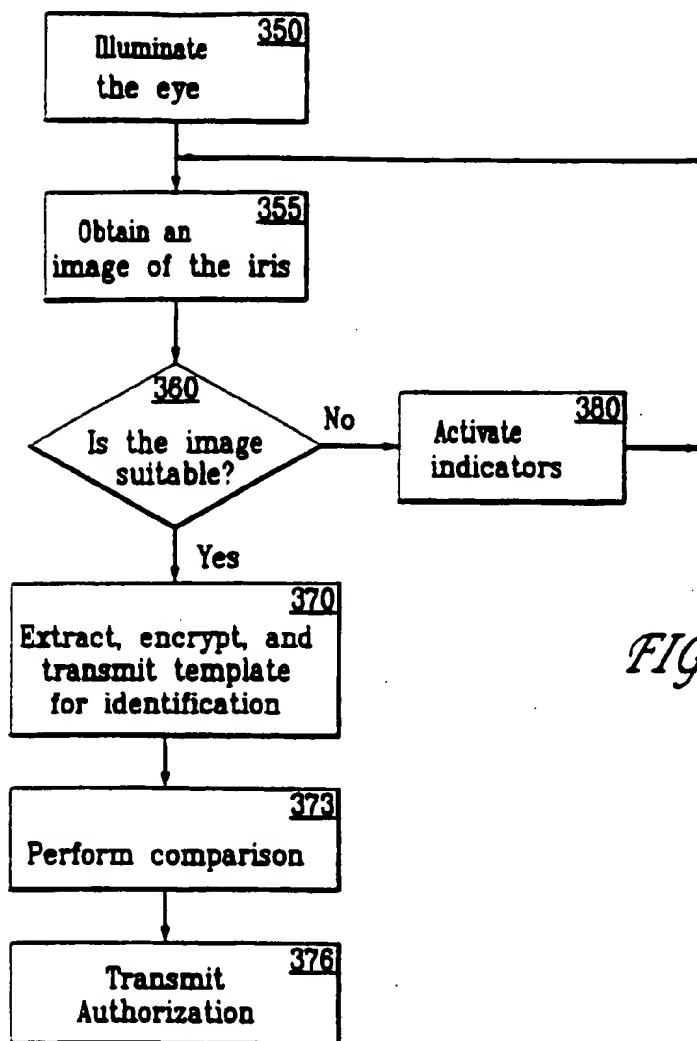 350
Illuminate
the eye
355
Obtain an
image of the iris
360
Is the image
suitable?
No
380
Activate
indicators
Yes
370
Extract, encrypt, and
transmit template
for identification
FIG
373
Perform comparison
376
Transmit
Authorization